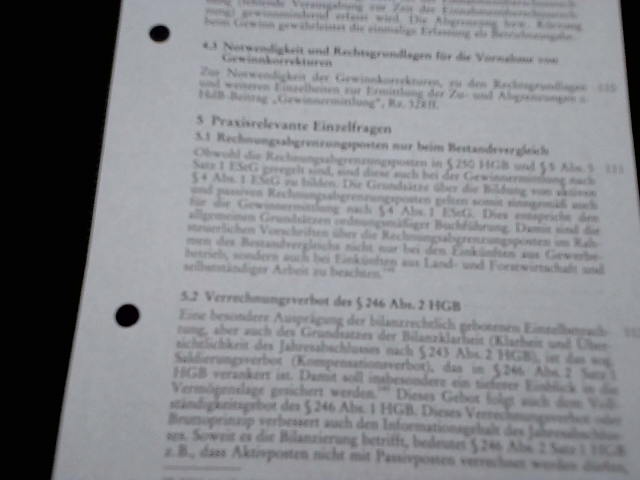 beim Gewinn gewährleistet die einmalige Erfassung als Betriebsausgabe.
4.3 Notwendigkeit und Rechtsgrundlagen für die Vornahme von
Gewinnkorrekturen
Zur Notwendigkeit der Gewinnkorrekturen, zu den Rechtsgrundlagen
und weiteren Einzelheiten zur Ermittlung der Zu- und Abgrenzungen s.
HdB-Beitrag „Gewinnermittlung", Rz.
5 Praxisrelevante Einzelfragen
5.1 Rechnungsabgrenzungsposten nur beim Bestandsvergleich
Obwohl die Rechnungsabgrenzungsposten in § 250 HGB und § 5 Abs. 5
Satz 1 EStG geregelt sind, sind diese auch bei der Gewinnermittlung nach
§ 4 Abs. 1 EStG zu bilden. Die Grundsätze über die Bildung von aktiven
und passiven Rechnungsabgrenzungsposten gelten somit sinngemäß auch
für die Gewinnermittlung nach § 4 Abs. 1 EStG. Dies entspricht den
allgemeinen Grundsätzen ordnungsmäßiger Buchführung. Damit sind die
steuerlichen Vorschriften über die Rechnungsabgrenzungsposten im Rah-
men des Bestandsvergleichs nicht nur bei den Einkünften aus Gewerbe-
betrieb, sondern auch bei Einkünften aus Land- und Forstwirtschaft und
selbstständiger Arbeit zu beachten.
5.2 Verrechnungsverbot des § 246 Abs. 2 HGB
Eine besondere Ausprägung der bilanzrechtlich gebotenen Einzelbetrach-
tung, aber auch des Grundsatzes der Bilanzklarheit (Klarheit und Über-
sichtlichkeit des Jahresabschlusses nach § 243 Abs. 2 HGB), ist das sog.
Saldierungsverbot (Kompensationsverbot), das in § 246 Abs. 2 Satz 1
HGB verankert ist. Damit soll insbesondere ein tieferer Einblick in die
Vermögenslage gesichert werden. Dieses Gebot folgt auch dem Voll-
ständigkeitsgebot des § 246 Abs. 1 HGB. Dieses Verrechnungsverbot oder
Bruttoprinzip verbessert auch den Informationsgehalt des Jahresabschlus-
ses. Soweit es die Bilanzierung betrifft, bedeutet § 246 Abs. 2 Satz 1 HGB
z. B., dass Aktivposten nicht mit Passivposten verrechnet werden dürfen,